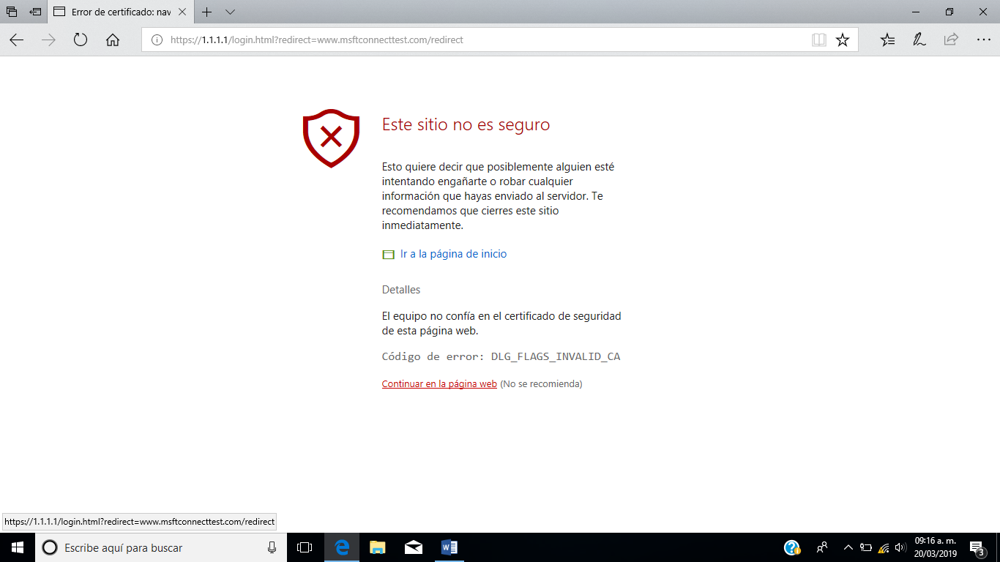 Error de certificado: nav
https://1.1.1.1/login.html?redirect=www.msftconnecttest.com/redirect
Este sitio no es seguro
Esto quiere decir que posiblemente alguien esté
intentando engañarte o robar cualquier
información que hayas enviado al servidor. Te
recomendamos que cierres este sitio
inmediatamente.
Ir a la página de inicio
Detalles
El equipo no confía en el certificado de seguridad
de esta página web.
Código de error: DLG_FLAGS_INVALID_CA
Continuar en la página web (No se recomienda)
https://1.1.1.1/login.html?redirect=www.msftconnecttest.com/redirect
Escribe aquí para buscar
09:16 a. m.
20/03/2019
3